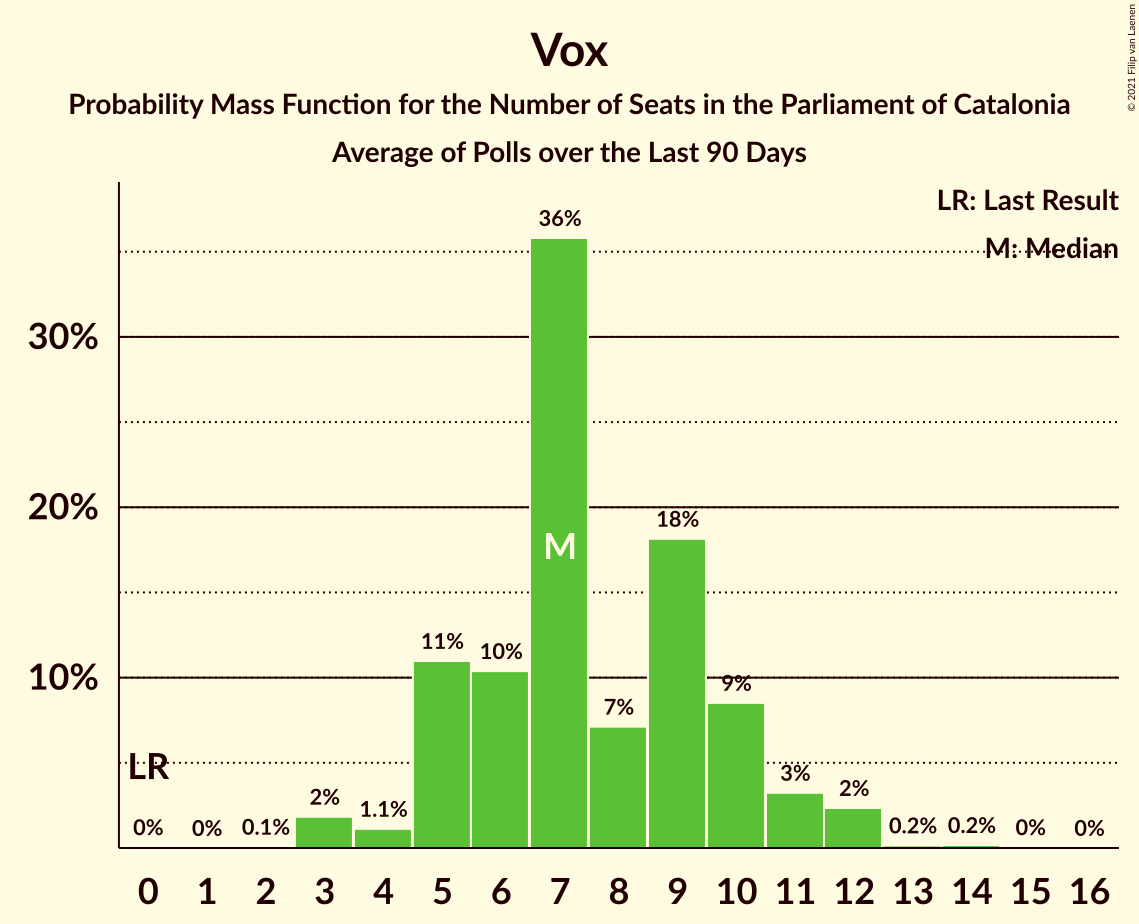 Vox
Probability Mass Function for the Number of Seats in the Parliament of Catalonia
Average of Polls over the Last 90 Days
© 2021 Filip van Laenen
LR: Last Result
M: Median
30%
20%
10%
LR
M
0% 0% 0.1% 2% 1.1% 11% 10% 36% 7% 18% 9% 3% 2% 0.2% 0.2% 0% 0%
0 1 2 3 4 5 6 7 8 9 10 11 12 13 14 15 16